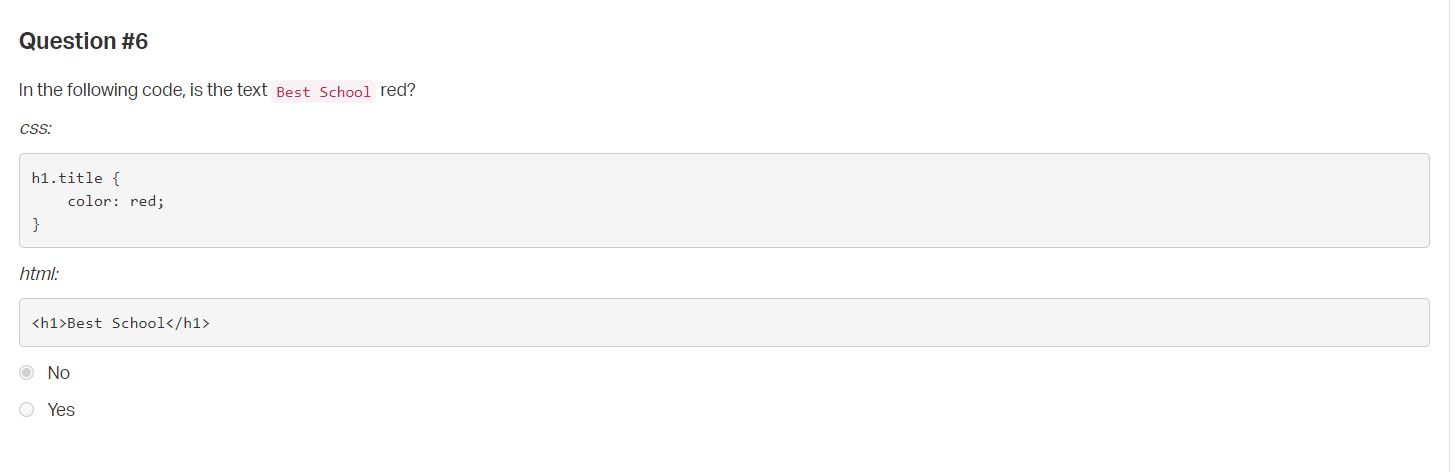 Question #6
In the following code, is the text Best School red?
css:
h1.title {
    color: red;
}
html:
<h1>Best School</h1>
No
Yes